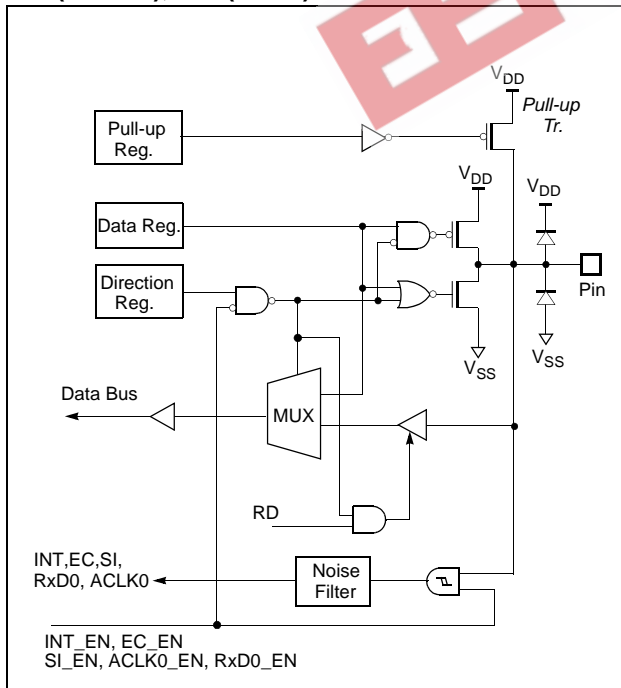 VDD
Pull-up
Tr.
Pull-up
Reg.
VDD
VDD
Data Reg.
Direction
Reg.
Pin
VSS
VSS
Data Bus
MUX
RD
INT,EC,SI,
RxD0, ACLK0
Noise
Filter
INT_EN, EC_EN
SI_EN, ACLK0_EN, RxD0_EN